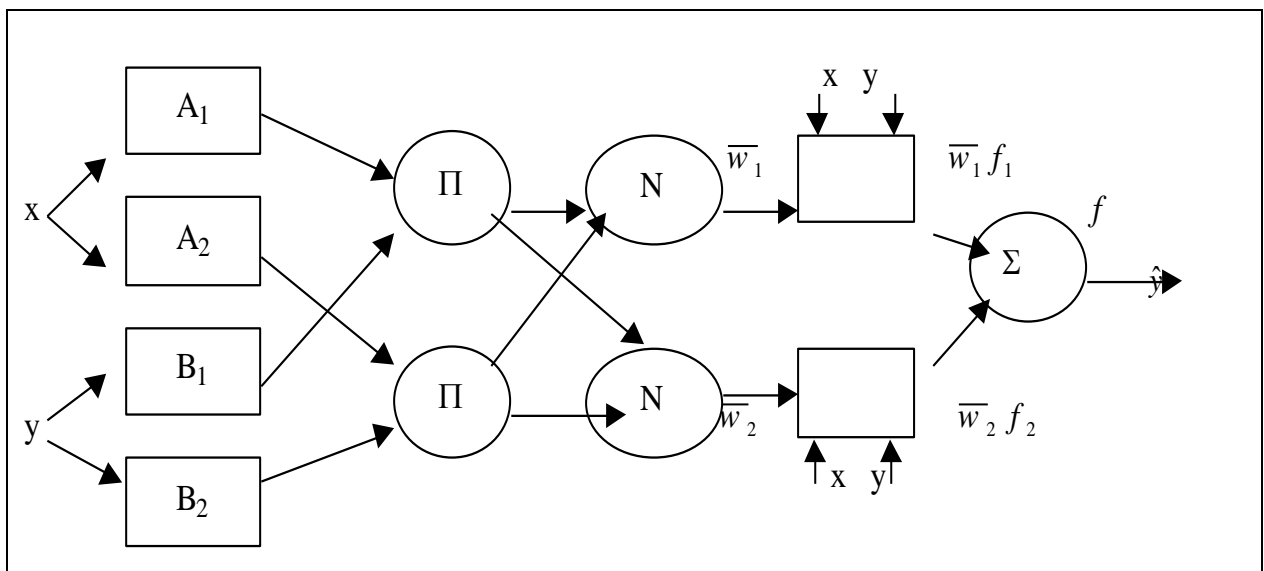 x y
A₁
w̅₁
w̅₁ f₁
Π
N
x
A₂
f
Σ
ŷ
B₁
Π
N
y
w̅₂
w̅₂ f₂
x y
B₂